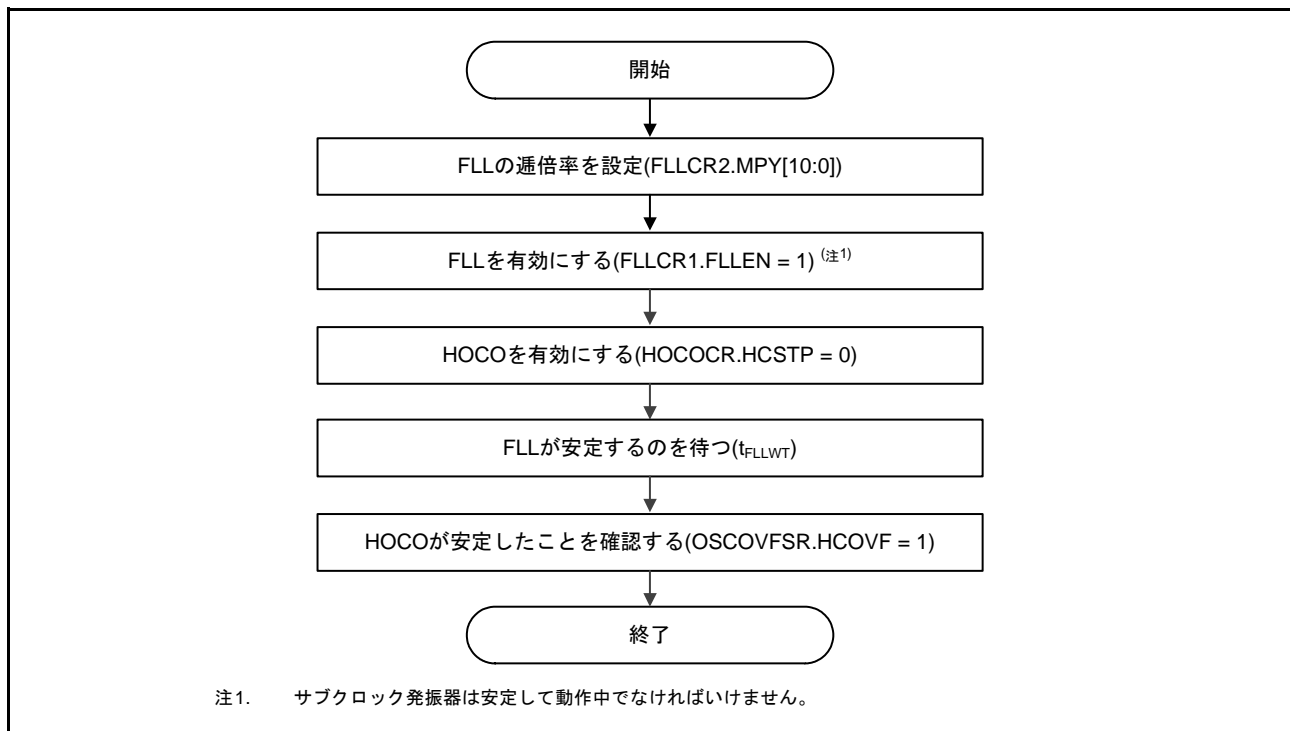 開始
FLLの逓倍率を設定(FLLCR2.MPY[10:0])
FLLを有効にする(FLLCR1.FLLEN = 1) (注1)
HOCOを有効にする(HOCOCR.HCSTP = 0)
FLLが安定するのを待つ(tFLLWT)
HOCOが安定したことを確認する(OSCOVFSR.HCOVF = 1)
終了
注1. サブクロック発振器は安定して動作中でなければいけません。